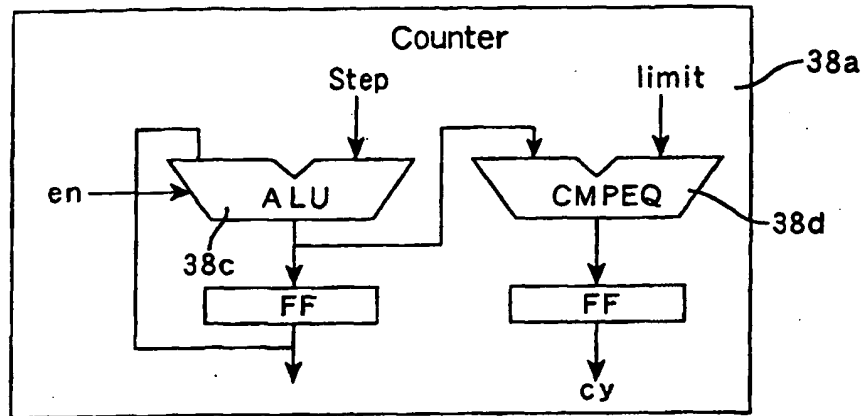 Counter
38a
Step
limit
en
ALU
CMPEQ
38c
38d
FF
FF
cy